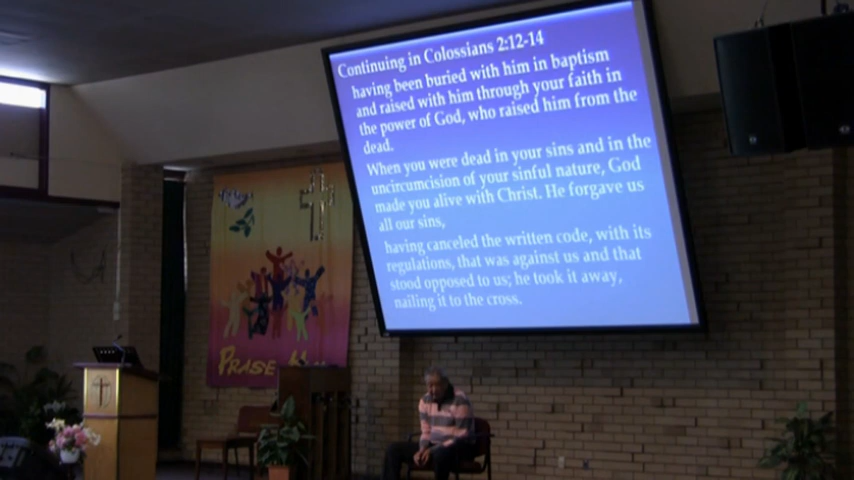 Continuing in Colossians 2:12-14
having been buried with him in baptism
and raised with him through your faith in
the power of God, who raised him from the
dead.
When you were dead in your sins and in the
uncircumcision of your sinful nature, God
made you alive with Christ. He forgave us
all our sins,
having canceled the written code, with its
regulations, that was against us and that
stood opposed to us; he took it away,
nailing it to the cross.
PRAISE